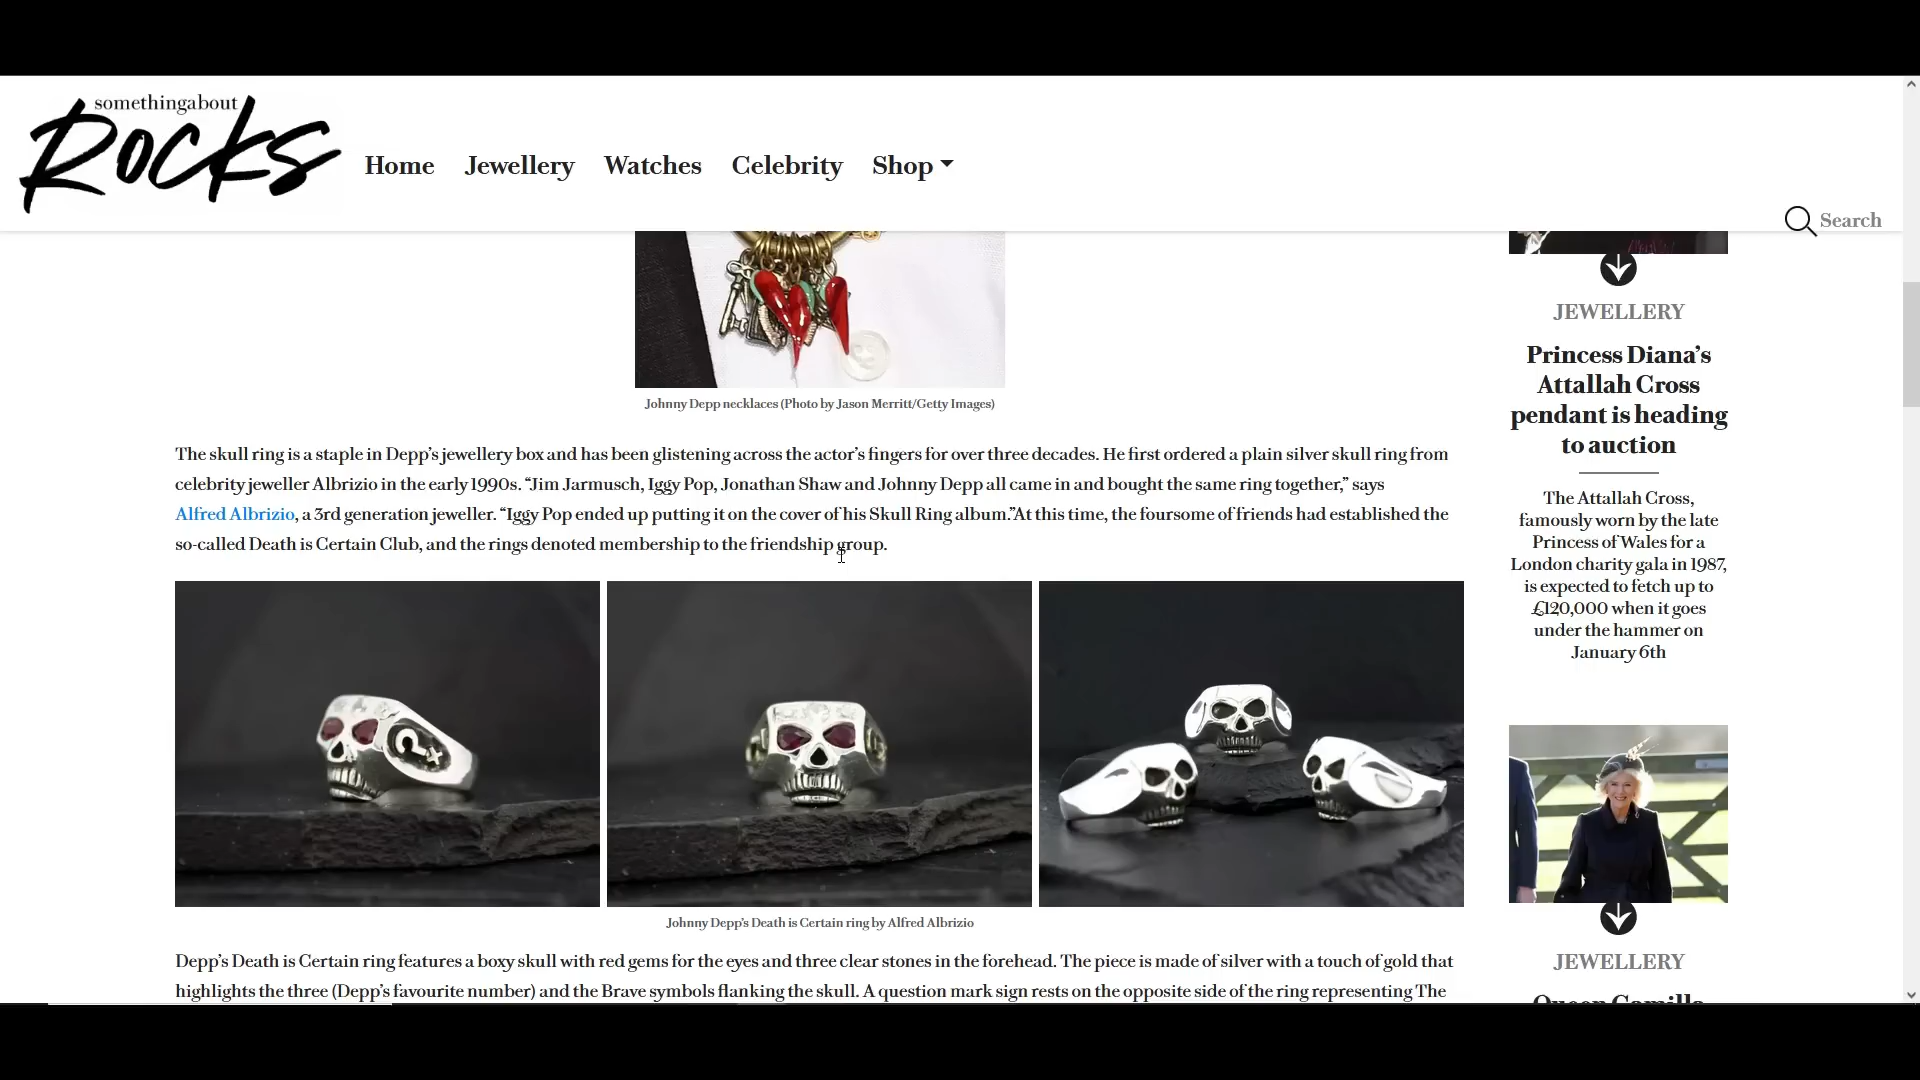 somethingabout
Rocks
Home Jewellery Watches Celebrity Shop
Search
Johnny Depp necklaces (Photo by Jason Merritt/Getty Images)
The skull ring is a staple in Depp’s jewellery box and has been glistening across the actor’s fingers for over three decades. He first ordered a plain silver skull ring from
celebrity jeweller Albrizio in the early 1990s. “Jim Jarmusch, Iggy Pop, Jonathan Shaw and Johnny Depp all came in and bought the same ring together,” says
Alfred Albrizio, a 3rd generation jeweller. “Iggy Pop ended up putting it on the cover of his Skull Ring album.”At this time, the foursome of friends had established the
so-called Death is Certain Club, and the rings denoted membership to the friendship group.
Johnny Depp’s Death is Certain ring by Alfred Albrizio
Depp’s Death is Certain ring features a boxy skull with red gems for the eyes and three clear stones in the forehead. The piece is made of silver with a touch of gold that
highlights the three (Depp’s favourite number) and the Brave symbols flanking the skull. A question mark sign rests on the opposite side of the ring representing The
JEWELLERY
Princess Diana’s
Attallah Cross
pendant is heading
to auction
The Attallah Cross,
famously worn by the late
Princess of Wales for a
London charity gala in 1987,
is expected to fetch up to
£120,000 when it goes
under the hammer on
January 6th
JEWELLERY
Queen Camilla